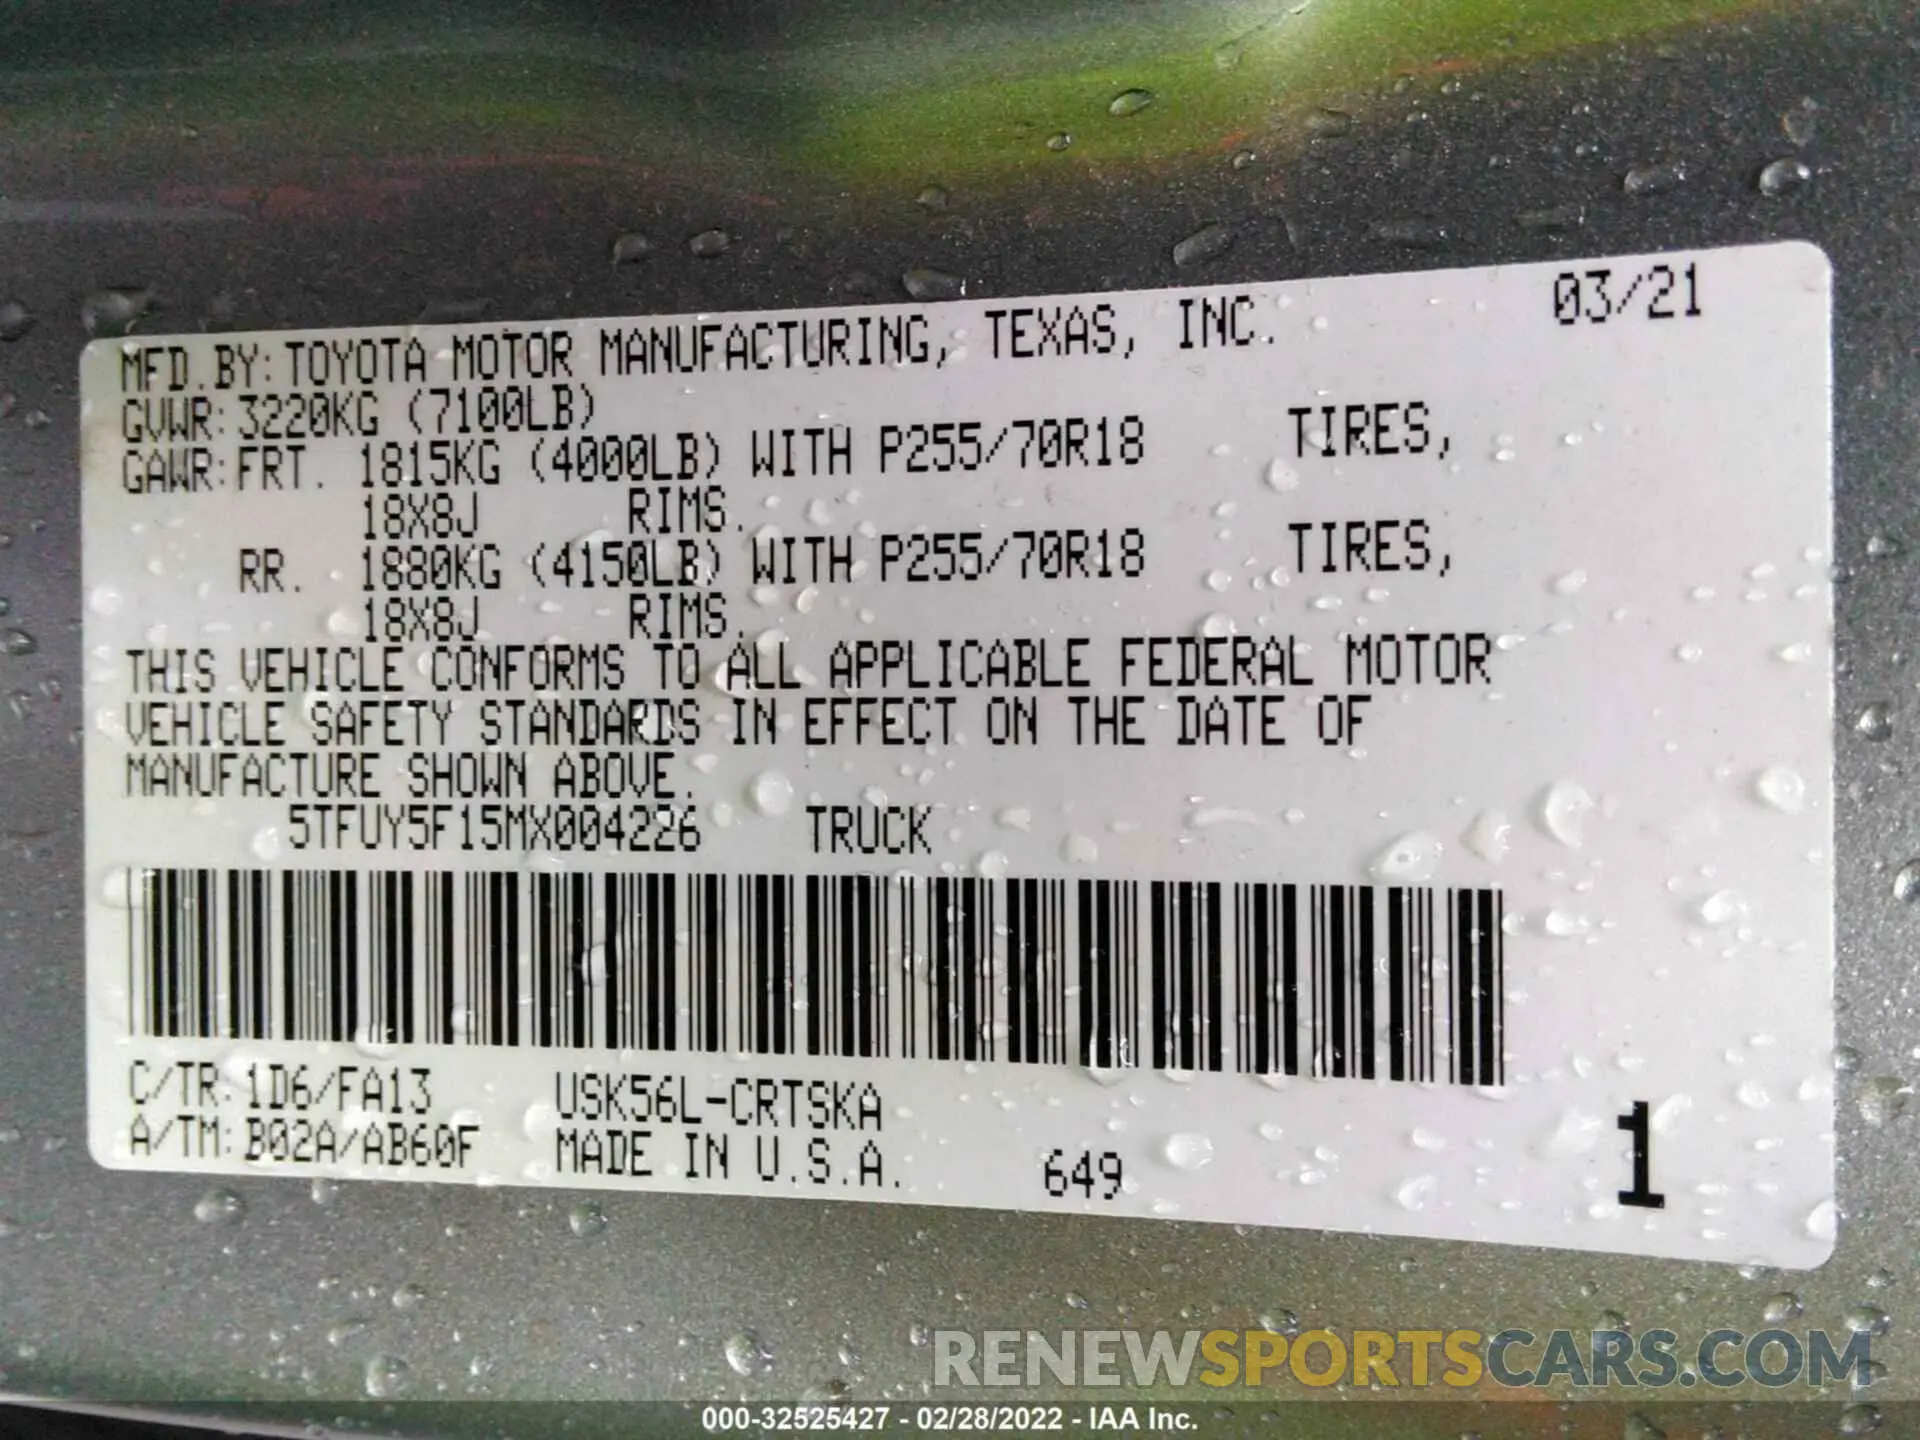 03/21
MFD.BY:TOYOTA MOTOR MANUFACTURING, TEXAS, INC.
GVWR:3220KG (7100LB)
GAWR:FRT. 1815KG (4000LB) WITH P255/70R18 TIRES,
18X8J RIMS.
RR. 1880KG (4150LB) WITH P255/70R18 TIRES,
18X8J RIMS.
THIS VEHICLE CONFORMS TO ALL APPLICABLE FEDERAL MOTOR
VEHICLE SAFETY STANDARDS IN EFFECT ON THE DATE OF
MANUFACTURE SHOWN ABOVE.
5TFUY5F15MX004226 TRUCK
C/TR:1D6/FA13 USK56L-CRTSKA
A/TM:B02A/AB60F MADE IN U.S.A. 649 1
RENEWSPORTSCARS.COM
000-32525427 - 02/28/2022 - IAA Inc.